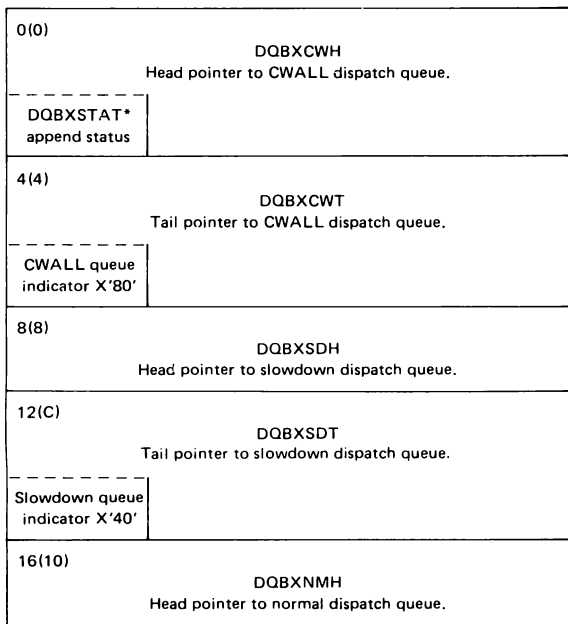 0(0)
DQBXCWH
Head pointer to CWALL dispatch queue.
DQBXSTAT*
append status
4(4)
DQBXCWT
Tail pointer to CWALL dispatch queue.
CWALL queue
indicator X'80'
8(8)
DQBXSDH
Head pointer to slowdown dispatch queue.
12(C)
DQBXSDT
Tail pointer to slowdown dispatch queue.
Slowdown queue
indicator X'40'
16(10)
DQBXNMH
Head pointer to normal dispatch queue.